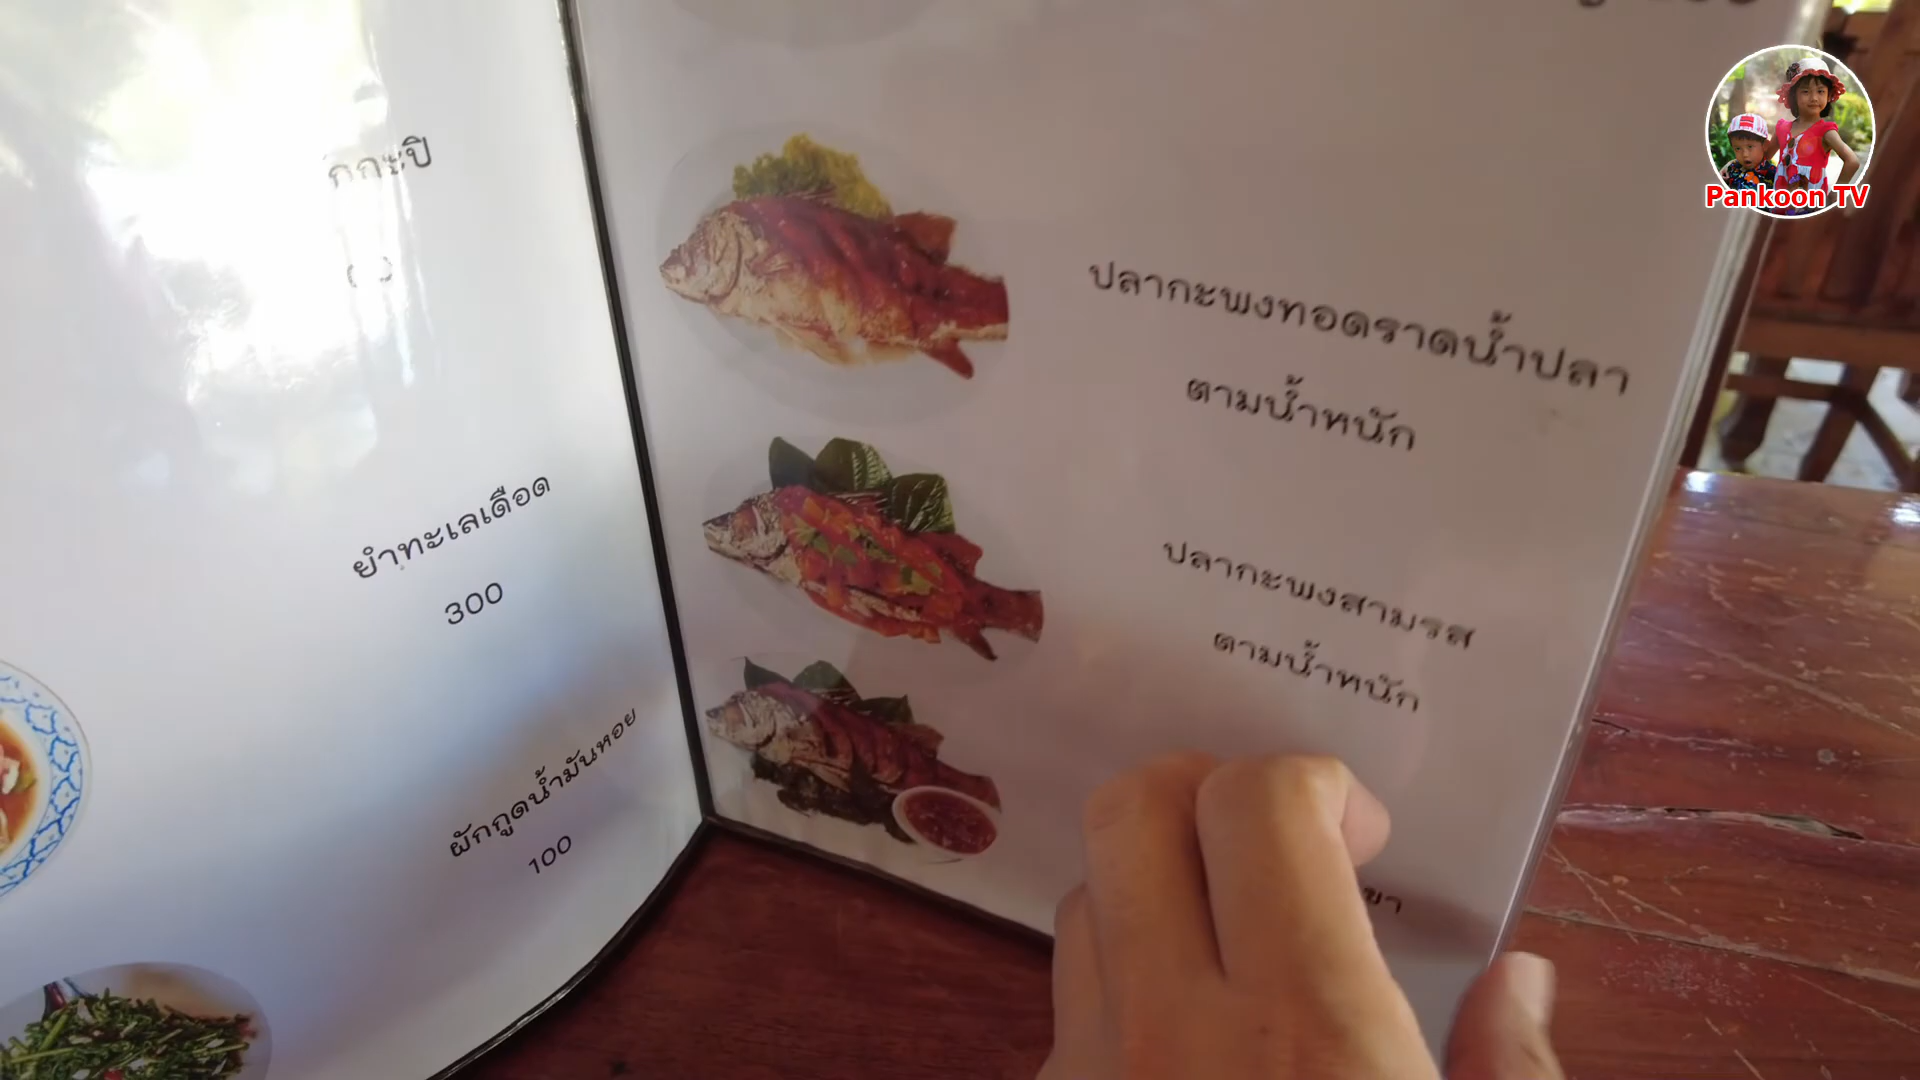 ยำทะเลเดือด
300
ผักกูดน้ำมันหอย
100
ปลากะพงทอดราดน้ำปลา
ตามน้ำหนัก
ปลากะพงสามรส
ตามน้ำหนัก
Pankoon TV